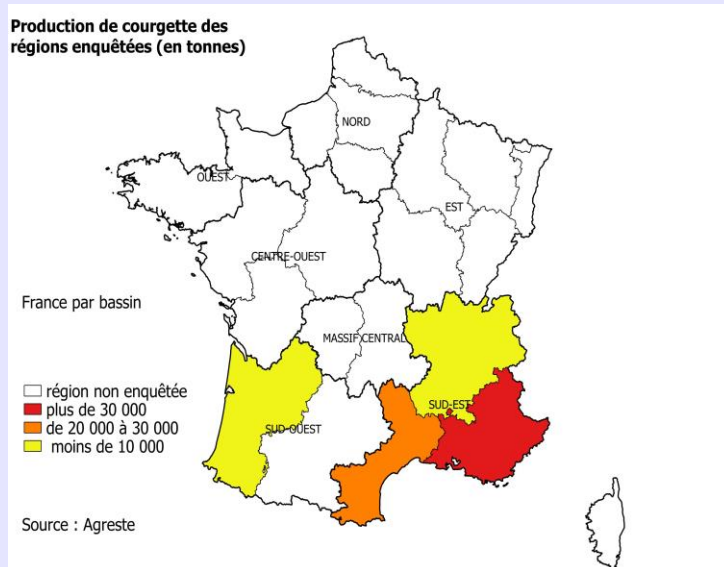 Production de courgette des
régions enquêtées (en tonnes)
NORD
OUEST
EST
CENTRE-OUEST
France par bassin
MASSIF CENTRAL
région non enquêtée
plus de 30 000
SUD-EST
de 20 000 à 30 000
SUD-OUEST
moins de 10 000
Source : Agreste